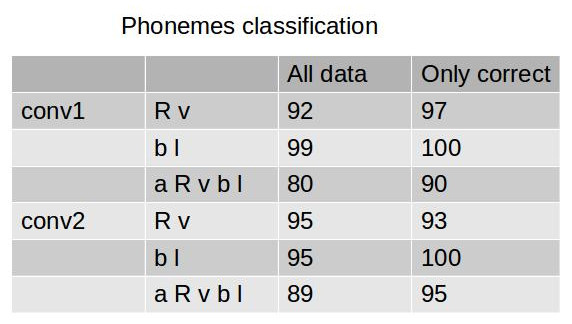 Phonemes classification
All data Only correct
conv1 R v 92 97
b l 99 100
a R v b l 80 90
conv2 R v 95 93
b l 95 100
a R v b l 89 95